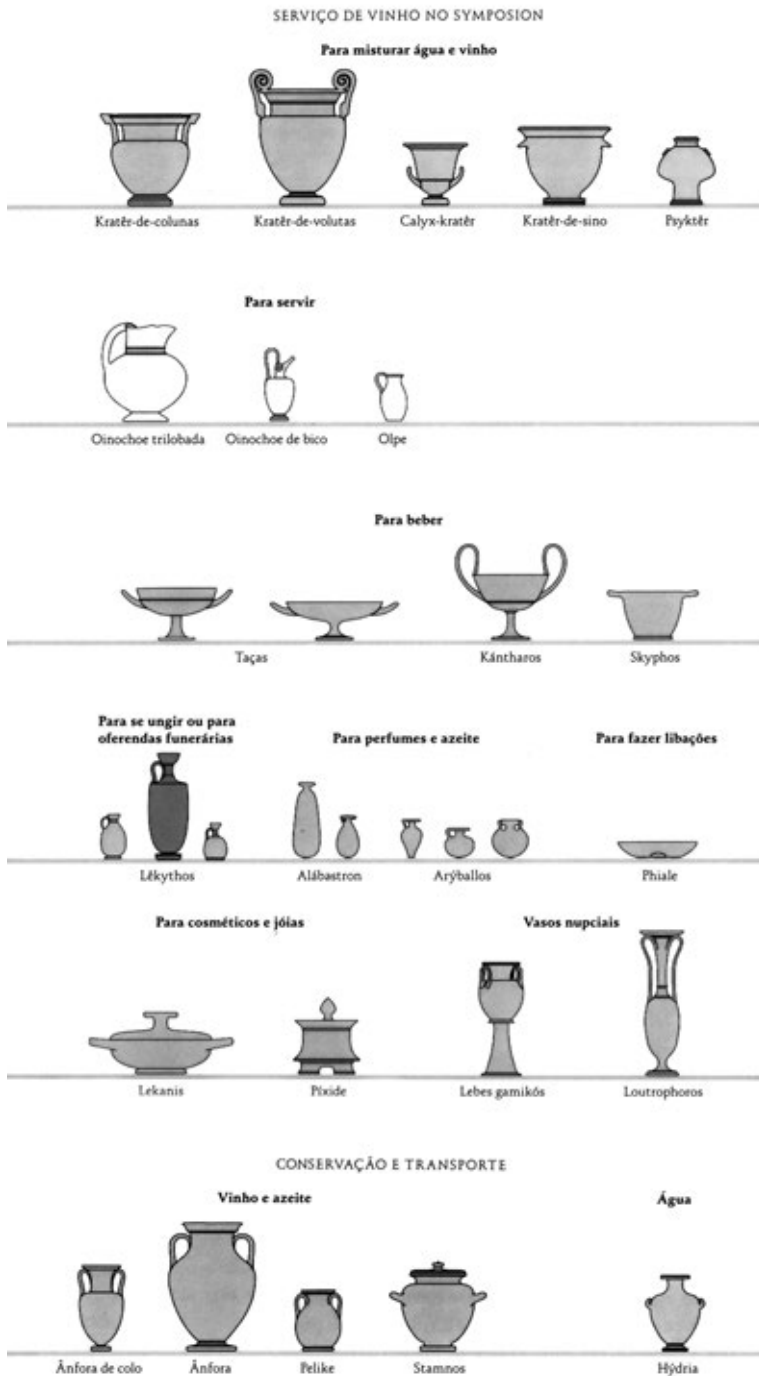 SERVIÇO DE VINHO NO SYMPOSION
Para misturar água e vinho
Kratêr-de-colunas Kratêr-de-volutas Calyx-kratêr Kratêr-de-sino Psyktêr
Para servir
Oinochoe trilobada Oinochoe de bico Olpe
Para beber
Taças Kántharos Skyphos
Para se ungir ou para
oferendas funerárias
Para perfumes e azeite
Para fazer libações
Lêkythos Alábastron Arýballos Phiale
Para cosméticos e jóias
Vasos nupciais
Lekanis Píxide Lebes gamikós Loutrophoros
CONSERVAÇÃO E TRANSPORTE
Vinho e azeite
Água
Ânfora de colo Ânfora Pelike Stamnos Hýdria